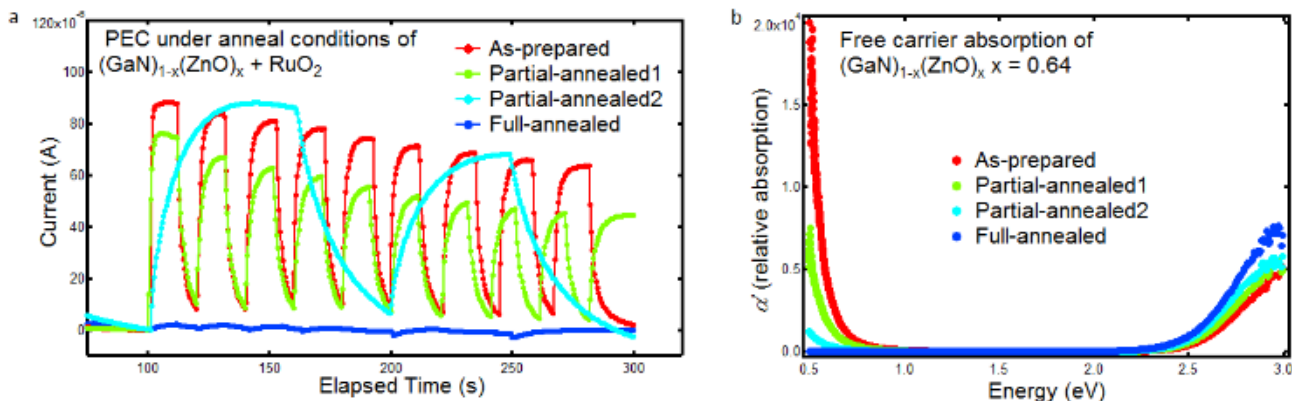 a
120x10⁻⁶
100
80
60
40
20
0
Current (A)
PEC under anneal conditions of
(GaN)₁₋ₓ(ZnO)ₓ + RuO₂
As-prepared
Partial-annealed1
Partial-annealed2
Full-annealed
100 150 200 250 300
Elapsed Time (s)
b
2.0x10⁴
1.5
1.0
0.5
0.0
α' (relative absorption)
Free carrier absorption of
(GaN)₁₋ₓ(ZnO)ₓ x = 0.64
As-prepared
Partial-annealed1
Partial-annealed2
Full-annealed
0.5 1.0 1.5 2.0 2.5 3.0
Energy (eV)